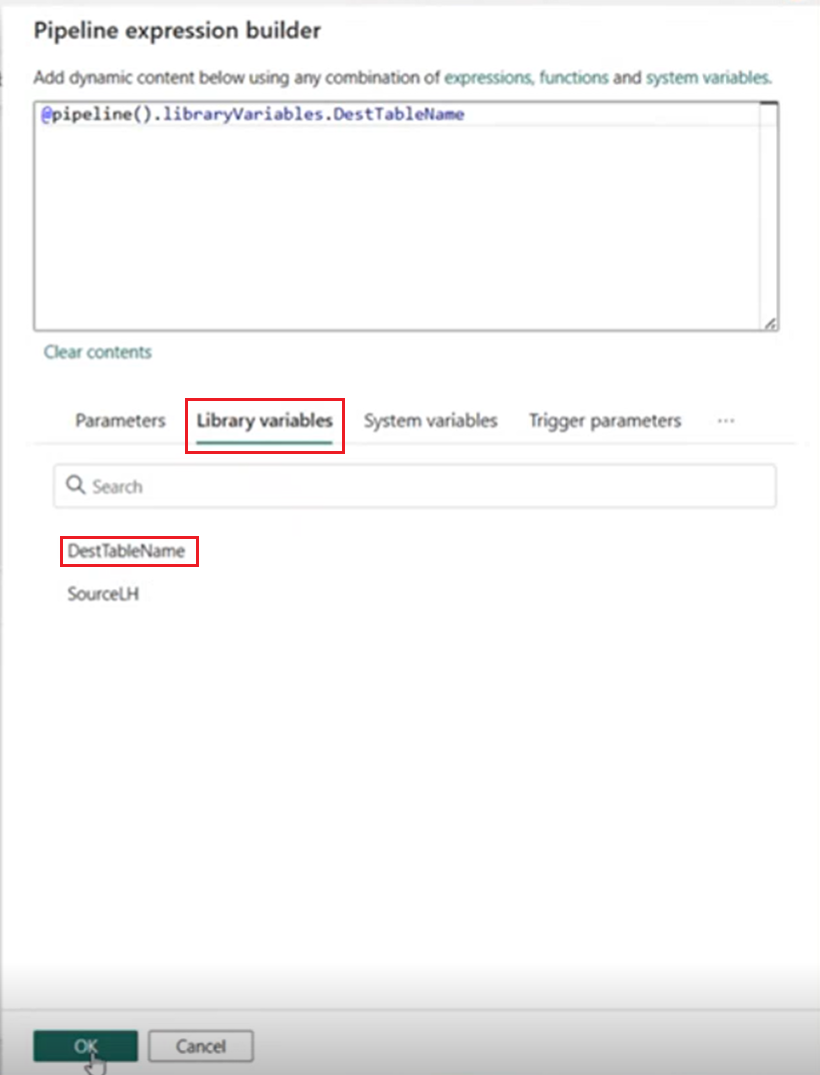 Pipeline expression builder
Add dynamic content below using any combination of expressions, functions and system variables.
@pipeline().libraryVariables.DestTableName
Clear contents
Parameters Library variables System variables Trigger parameters ...
Search
DestTableName
SourceLH
OK Cancel